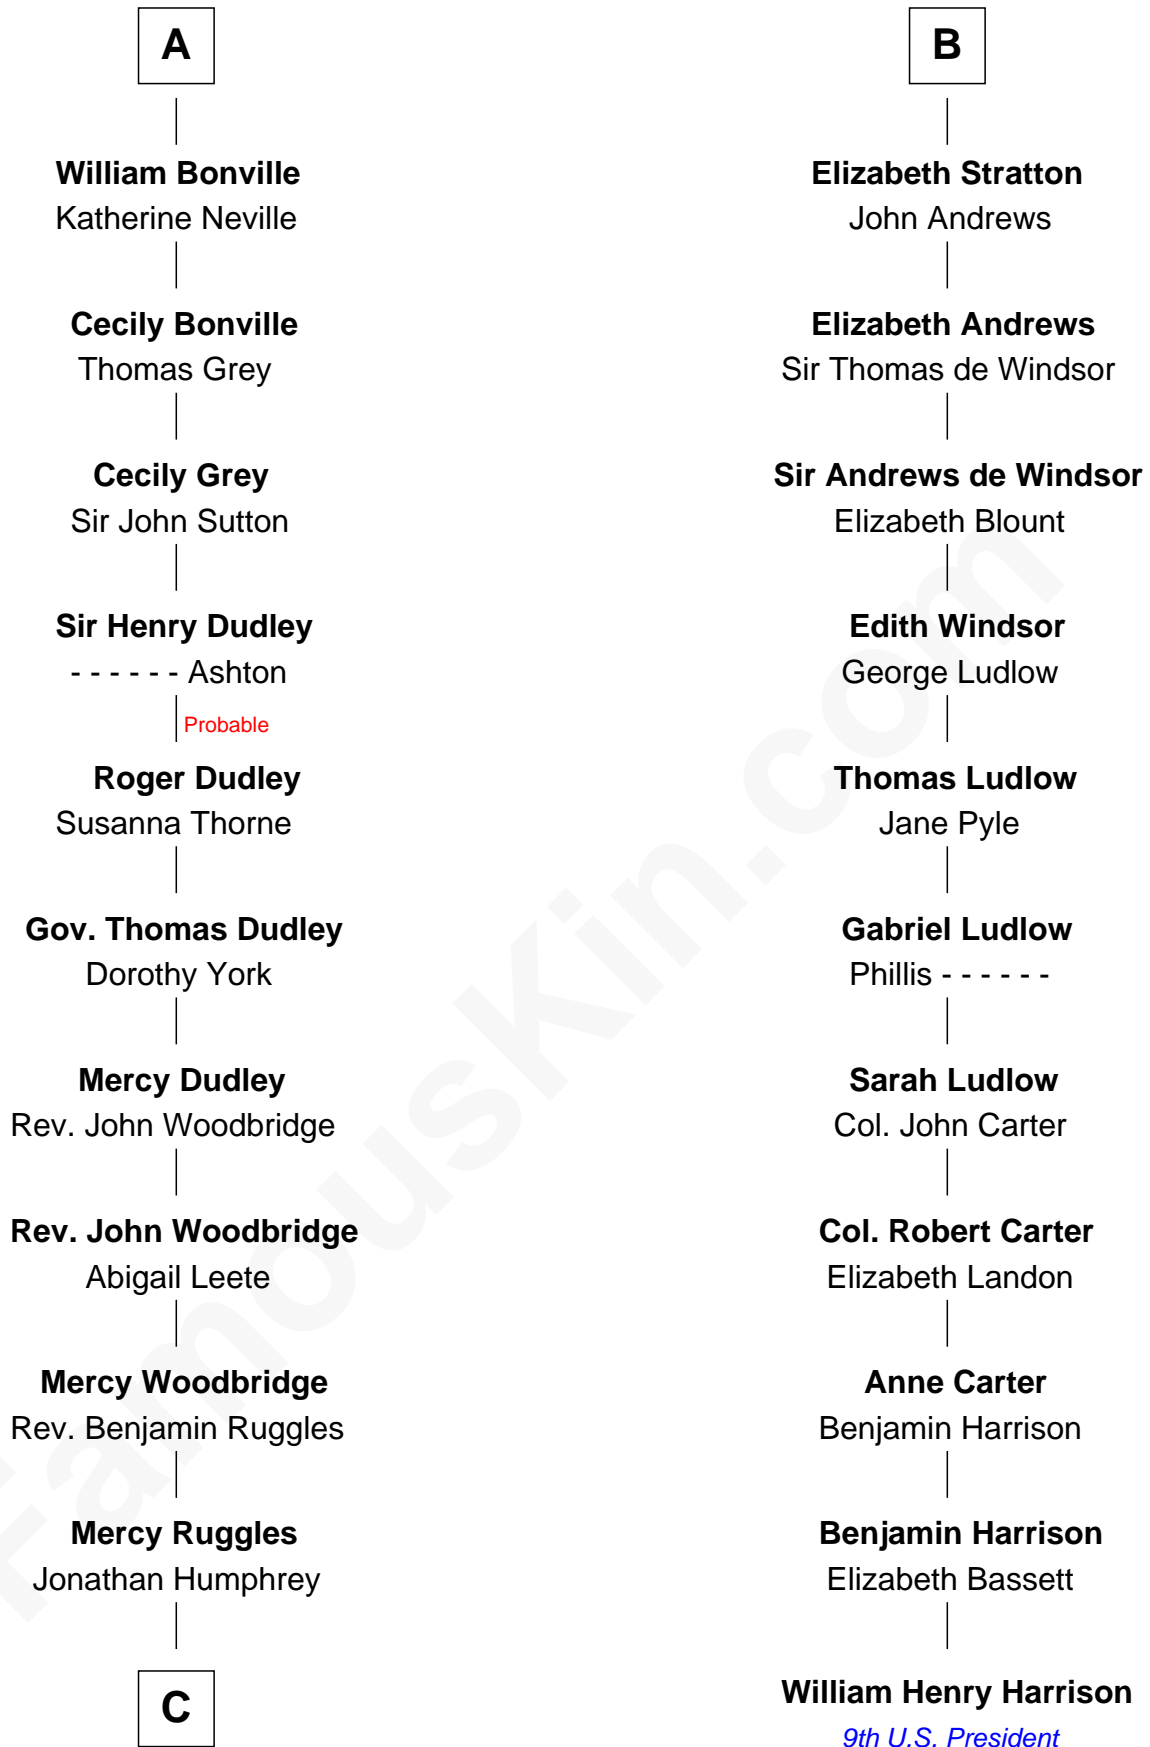 A
William Bonville
Katherine Neville
Cecily Bonville
Thomas Grey
Cecily Grey
Sir John Sutton
Sir Henry Dudley
- - - - - - Ashton
Probable
Roger Dudley
Susanna Thorne
Gov. Thomas Dudley
Dorothy York
Mercy Dudley
Rev. John Woodbridge
Rev. John Woodbridge
Abigail Leete
Mercy Woodbridge
Rev. Benjamin Ruggles
Mercy Ruggles
Jonathan Humphrey
C
B
Elizabeth Stratton
John Andrews
Elizabeth Andrews
Sir Thomas de Windsor
Sir Andrews de Windsor
Elizabeth Blount
Edith Windsor
George Ludlow
Thomas Ludlow
Jane Pyle
Gabriel Ludlow
Phillis - - - - - -
Sarah Ludlow
Col. John Carter
Col. Robert Carter
Elizabeth Landon
Anne Carter
Benjamin Harrison
Benjamin Harrison
Elizabeth Bassett
William Henry Harrison
9th U.S. President
FamousKin.com